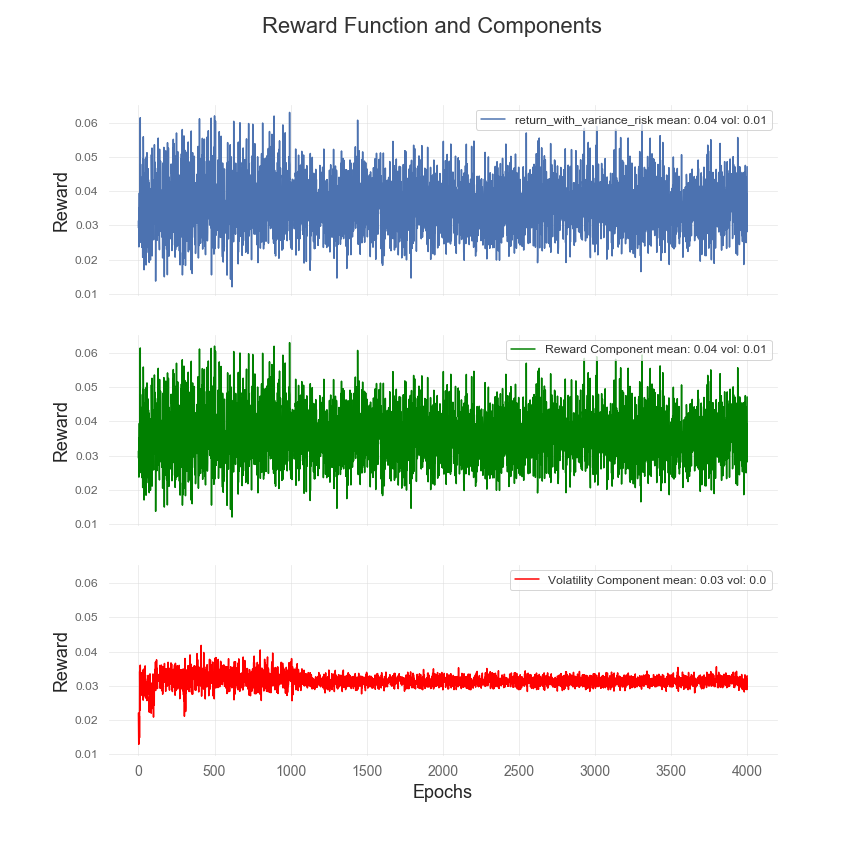 Reward Function and Components
return_with_variance_risk mean: 0.04 vol: 0.01
0.06
0.05
0.04
0.03
0.02
0.01
Reward
Reward Component mean: 0.04 vol: 0.01
0.06
0.05
0.04
0.03
0.02
0.01
Reward
Volatility Component mean: 0.03 vol: 0.0
0.06
0.05
0.04
0.03
0.02
0.01
Reward
0 500 1000 1500 2000 2500 3000 3500 4000
Epochs